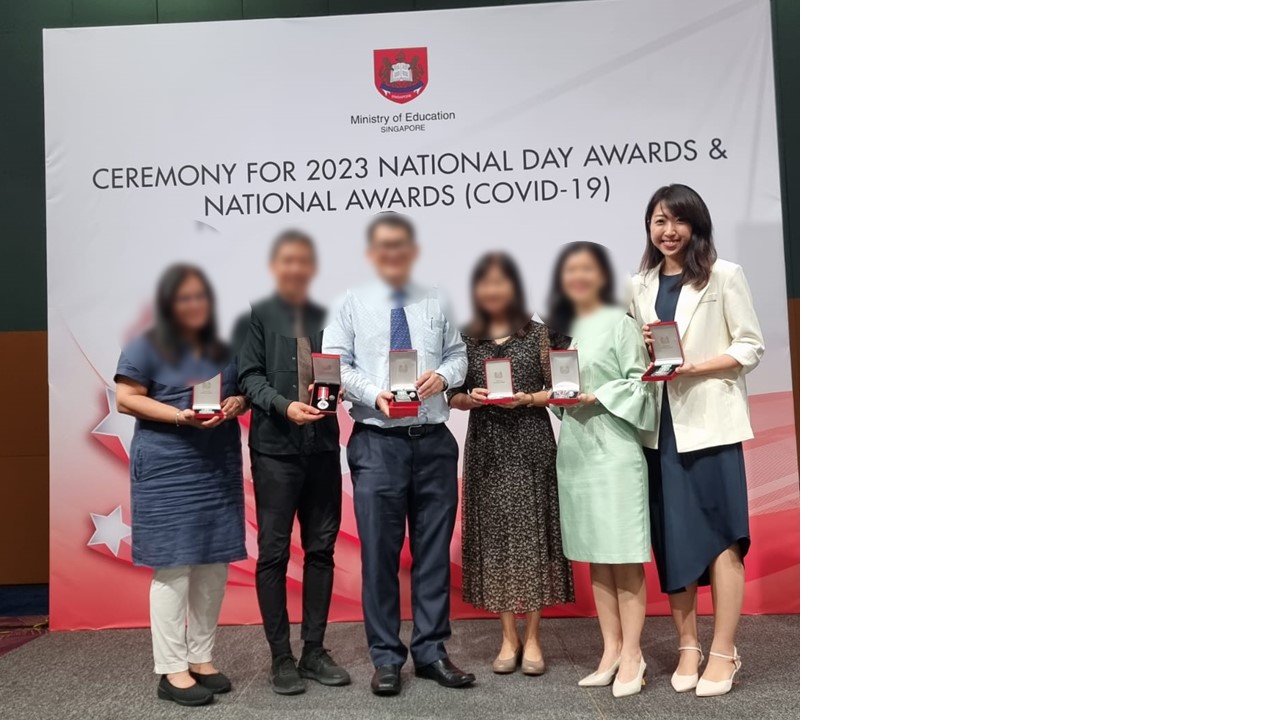 Ministry of Education
SINGAPORE
CEREMONY FOR 2023 NATIONAL DAY AWARDS &
NATIONAL AWARDS (COVID-19)